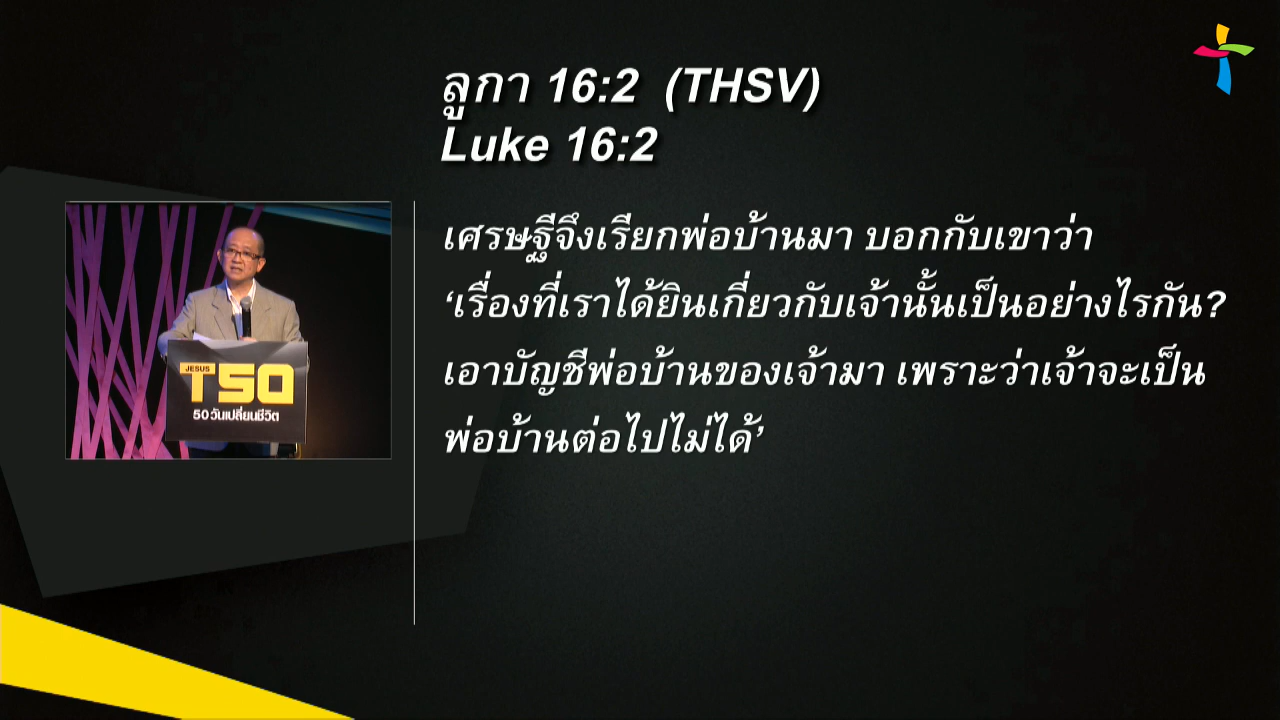 ลูกา 16:2 (THSV)
Luke 16:2
เศรษฐีจึงเรียกพ่อบ้านมา บอกกับเขาว่า
‘เรื่องที่เราได้ยินเกี่ยวกับเจ้านั้นเป็นอย่างไรกัน?
เอาบัญชีพ่อบ้านของเจ้ามา เพราะว่าเจ้าจะเป็น
พ่อบ้านต่อไปไม่ได้’
JESUS
T50
50 วันเปลี่ยนชีวิต